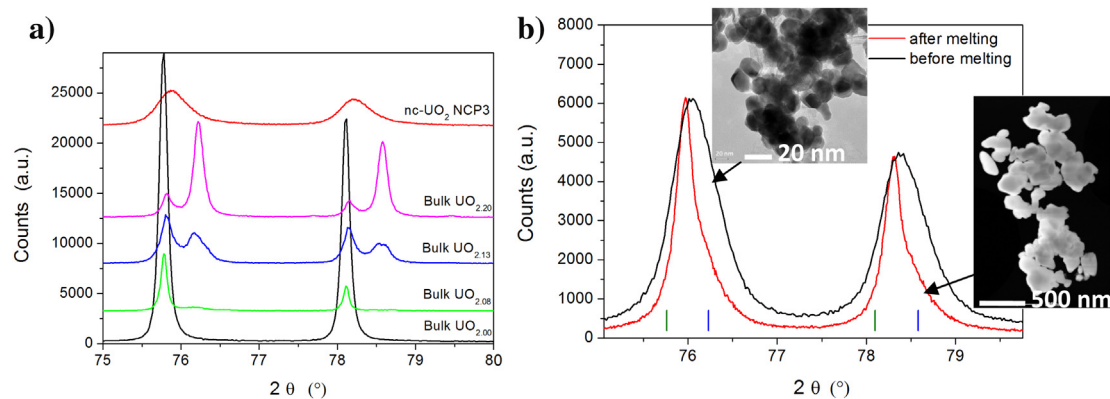 a)
Counts (a.u.)
25000
20000
15000
10000
5000
0
nc-UO₂ NCP3
Bulk UO₂.₂₀
Bulk UO₂.₁₃
Bulk UO₂.₀₈
Bulk UO₂.₀₀
75 76 77 78 79 80
2 θ (°)
b)
Counts (a.u.)
8000
7000
6000
5000
4000
3000
2000
1000
0
after melting
before melting
20 nm
20 nm
500 nm
76 77 78 79
2 θ (°)